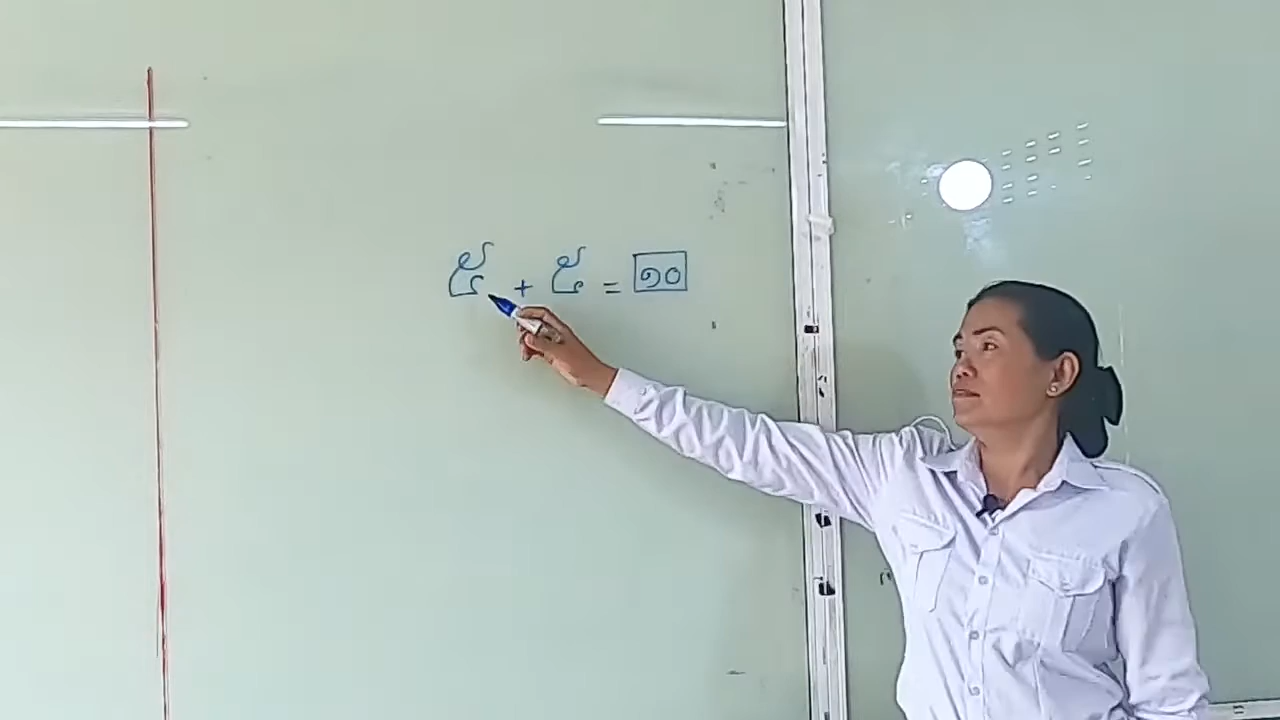 ៥ + ៥ = ១០